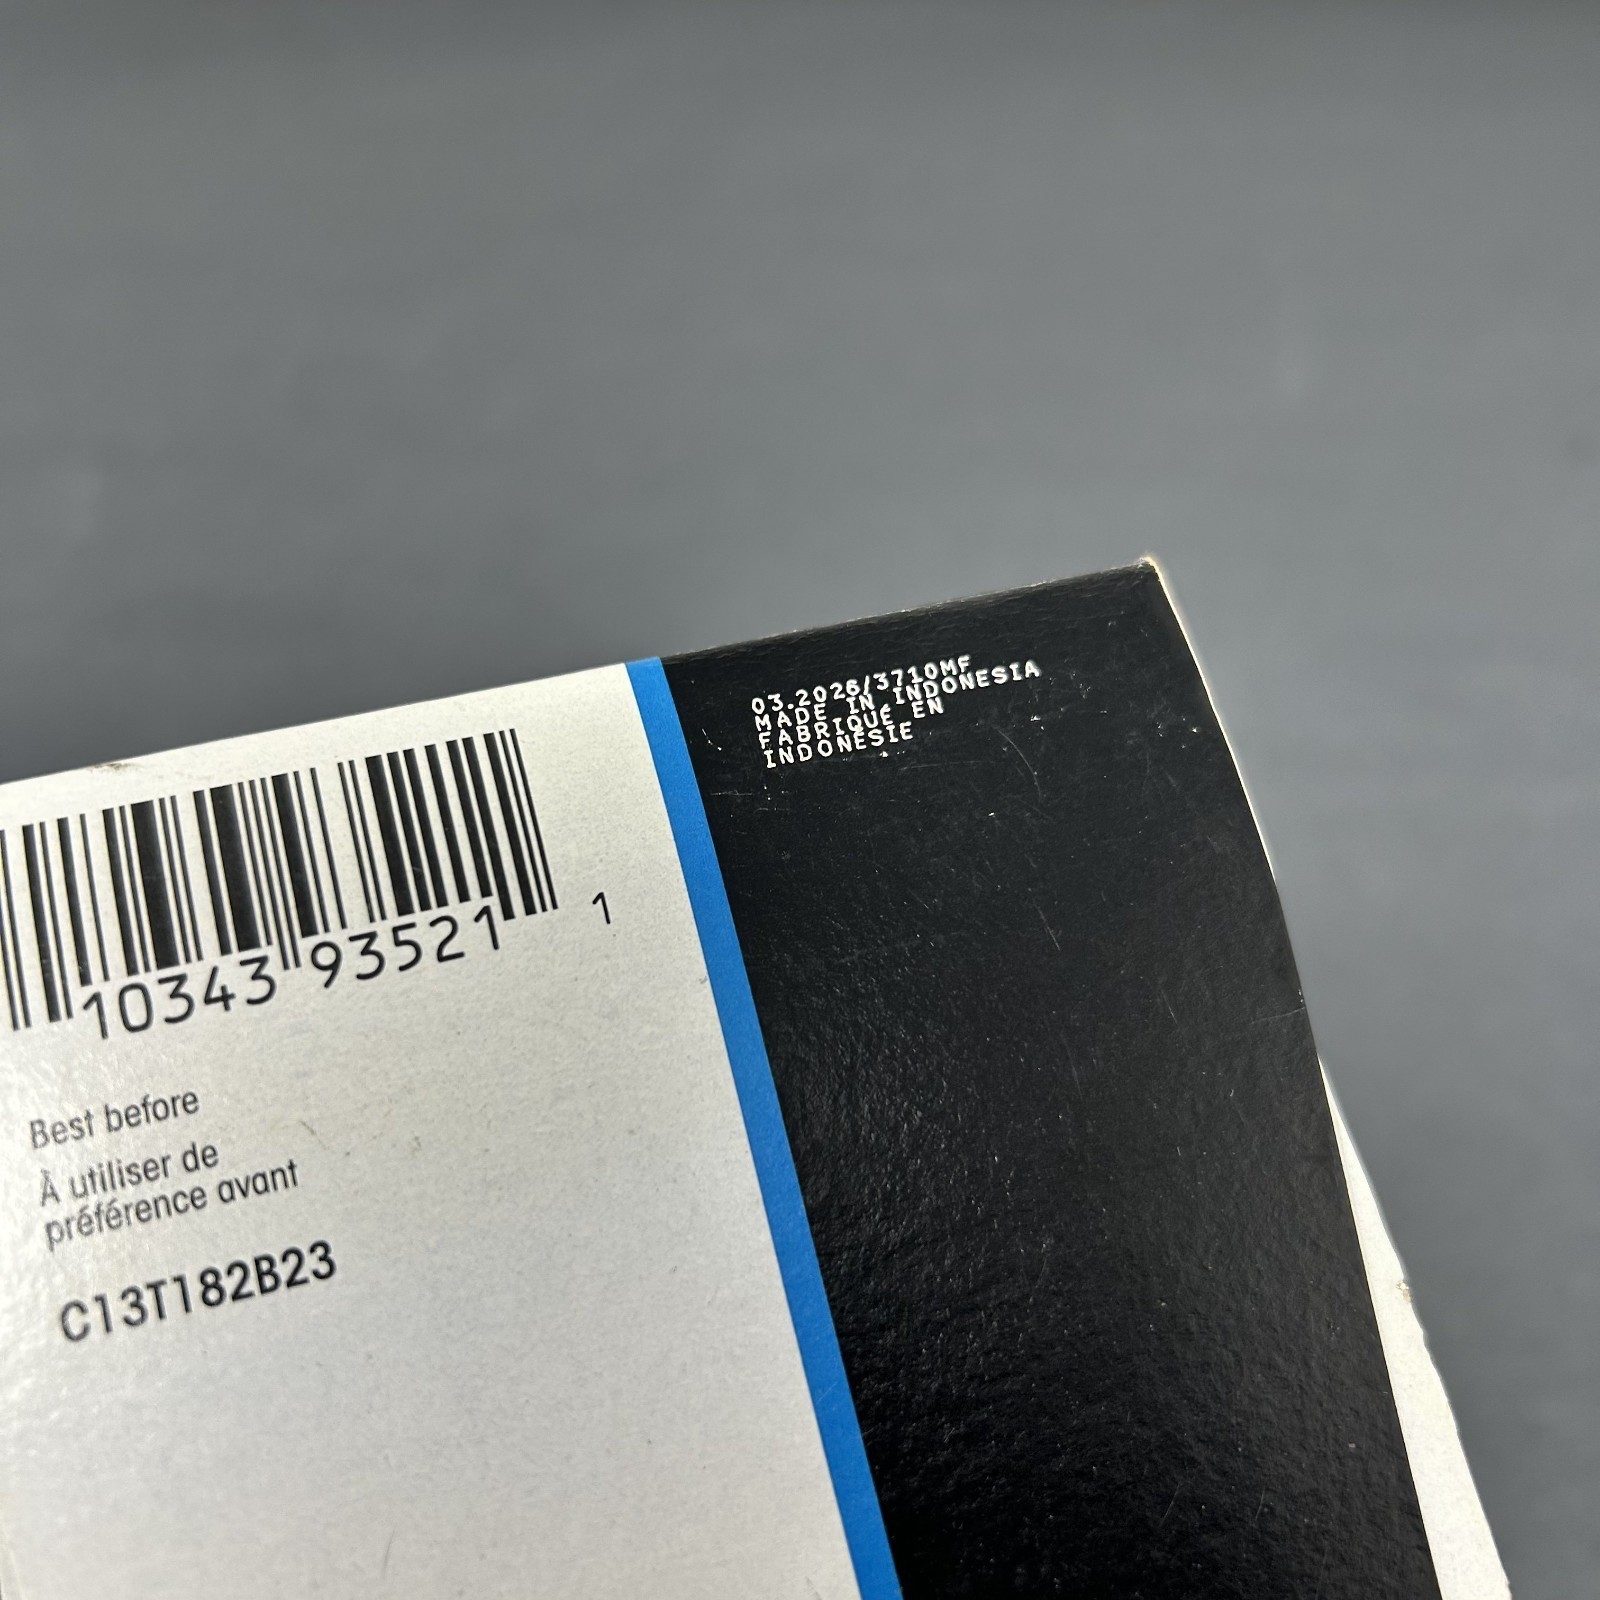 10343 93521 1
Best before
À utiliser de
préférence avant
C13T182B23
03.2026/3710MF
MADE IN INDONESIA
FABRIQUÉ EN
INDONÉSIE